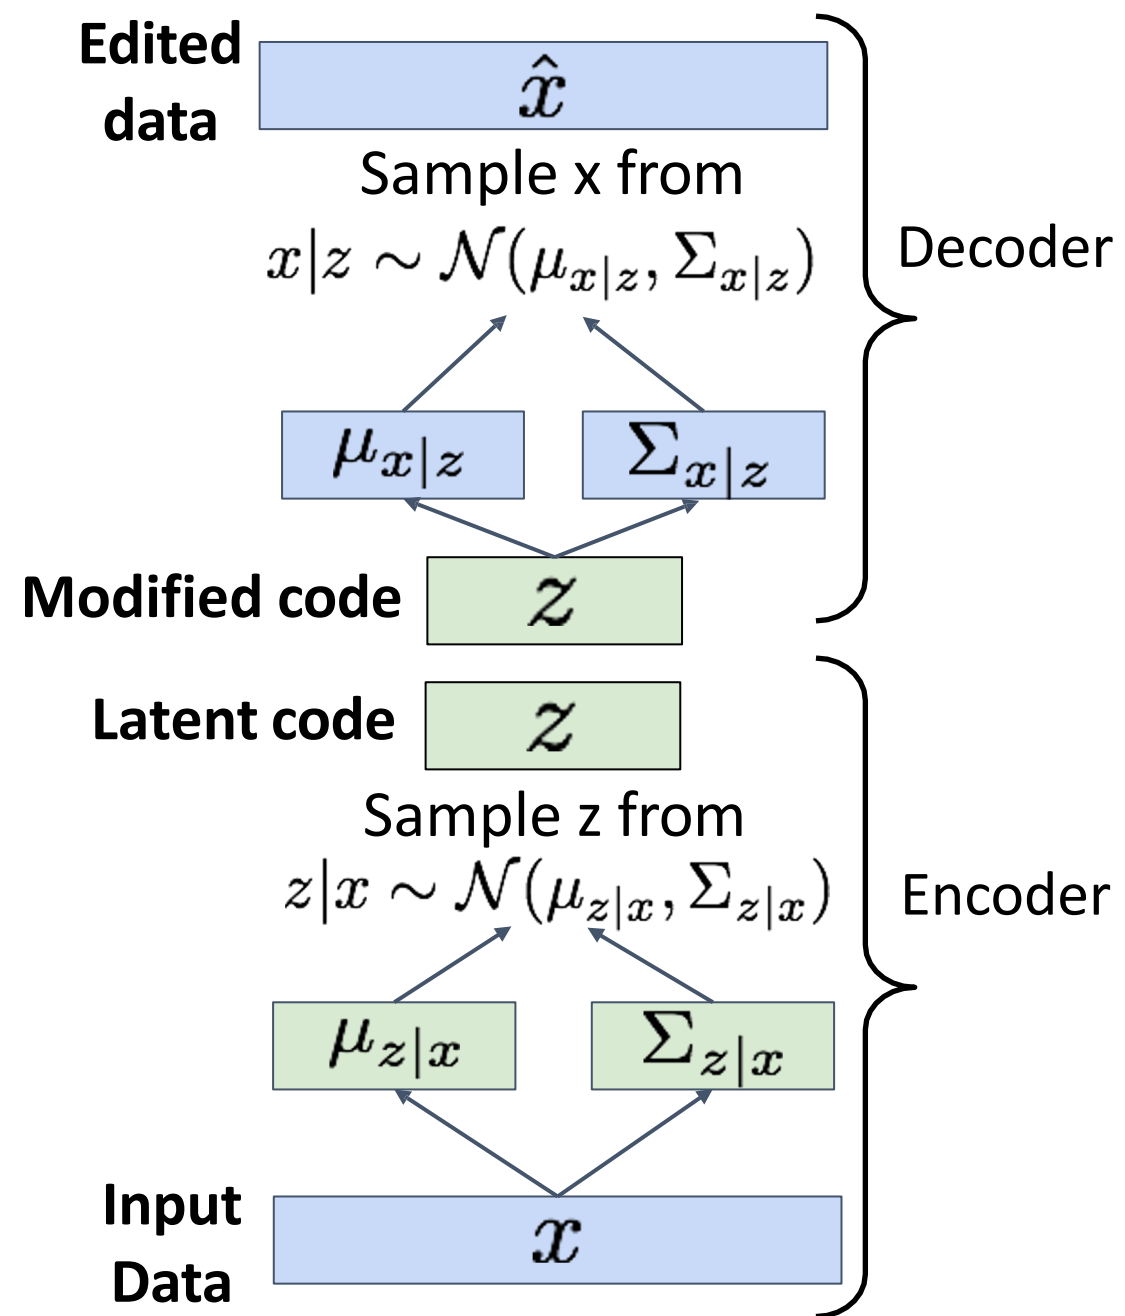 Edited
data
x̂
Sample x from
x|z ∼ 𝒩(μ_{x|z}, Σ_{x|z})
Decoder
μ_{x|z} Σ_{x|z}
Modified code z
Latent code z
Sample z from
z|x ∼ 𝒩(μ_{z|x}, Σ_{z|x})
Encoder
μ_{z|x} Σ_{z|x}
Input
Data
x